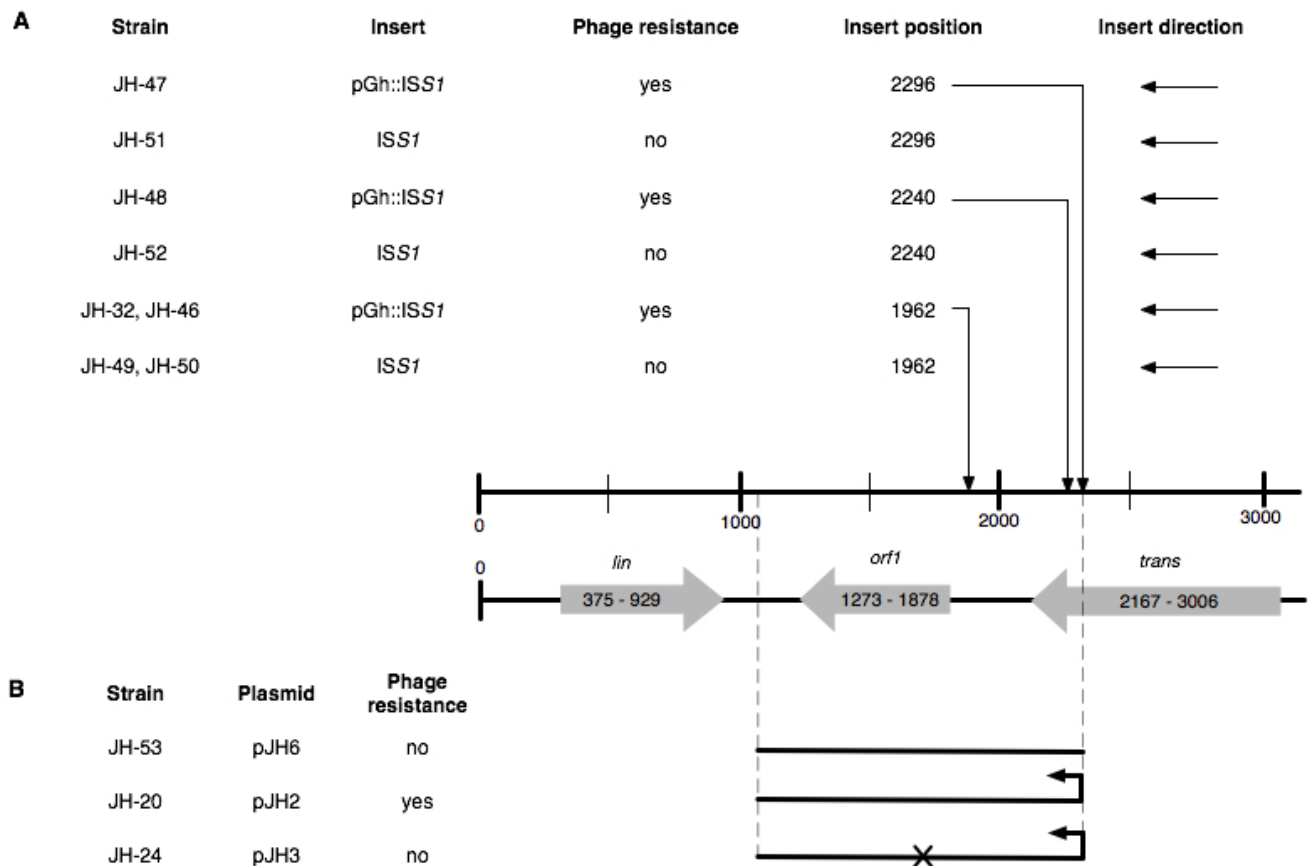 A Strain Insert Phage resistance Insert position Insert direction
JH-47 pGh::ISS1 yes 2296
JH-51 ISS1 no 2296
JH-48 pGh::ISS1 yes 2240
JH-52 ISS1 no 2240
JH-32, JH-46 pGh::ISS1 yes 1962
JH-49, JH-50 ISS1 no 1962
0 1000 2000 3000
0 lin orf1 trans
375 - 929 1273 - 1878 2167 - 3006
B Strain Plasmid Phage
resistance
JH-53 pJH6 no
JH-20 pJH2 yes
JH-24 pJH3 no